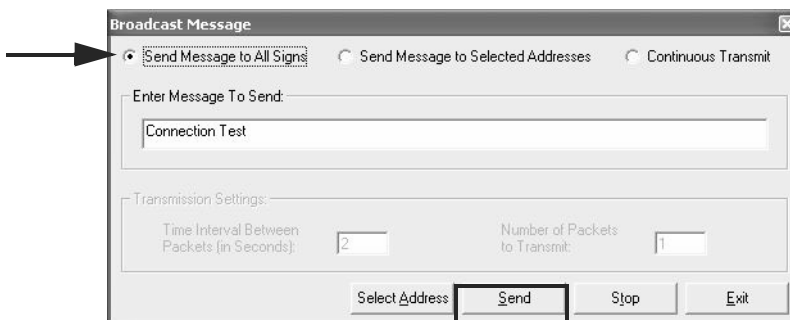 Broadcast Message
Send Message to All Signs Send Message to Selected Addresses Continuous Transmit
Enter Message To Send:
Connection Test
Transmission Settings:
Time Interval Between Packets (in Seconds): 2 Number of Packets to Transmit: 1
Select Address Send Stop Exit